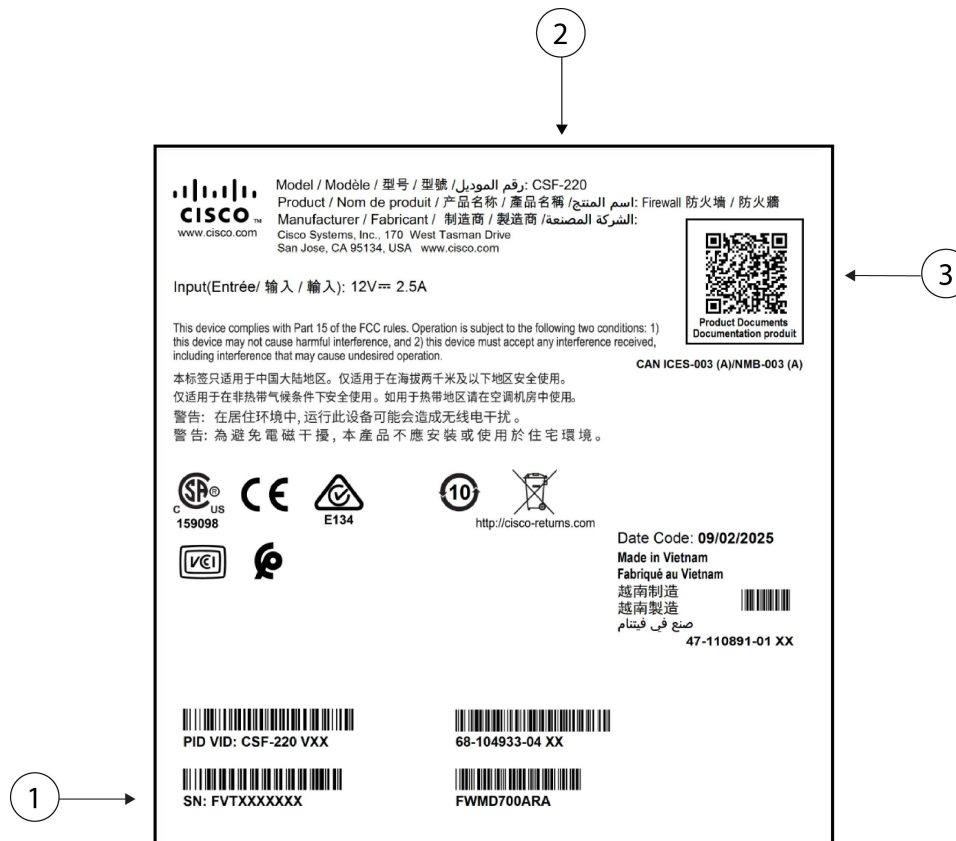 2
CISCO TM
www.cisco.com
Model / Modèle / 型号 / 型號 /رقم الموديل: CSF-220
Product / Nom de produit / 产品名称 / 產品名稱 /اسم المنتج: Firewall 防火墙 / 防火牆
Manufacturer / Fabricant / 制造商 / 製造商 /الشركة المصنعة:
Cisco Systems, Inc., 170 West Tasman Drive
San Jose, CA 95134, USA www.cisco.com
Input(Entrée/ 输入 / 輸入): 12V⎓ 2.5A
Product Documents
Documentation produit
3
This device complies with Part 15 of the FCC rules. Operation is subject to the following two conditions: 1)
this device may not cause harmful interference, and 2) this device must accept any interference received,
including interference that may cause undesired operation.
CAN ICES-003 (A)/NMB-003 (A)
本标签只适用于中国大陆地区。仅适用于在海拔两千米及以下地区安全使用。
仅适用于在非热带气候条件下安全使用。如用于热带地区请在空调机房中使用。
警告: 在居住环境中, 运行此设备可能会造成无线电干扰。
警告: 為避免電磁干擾, 本產品不應安裝或使用於住宅環境。
C SA ® US
159098
CE
E134
10
http://cisco-returns.com
VCI
Date Code: 09/02/2025
Made in Vietnam
Fabriqué au Vietnam
越南制造
越南製造
صنع في فيتنام
47-110891-01 XX
PID VID: CSF-220 VXX
68-104933-04 XX
1
SN: FVTXXXXXXX
FWMD700ARA